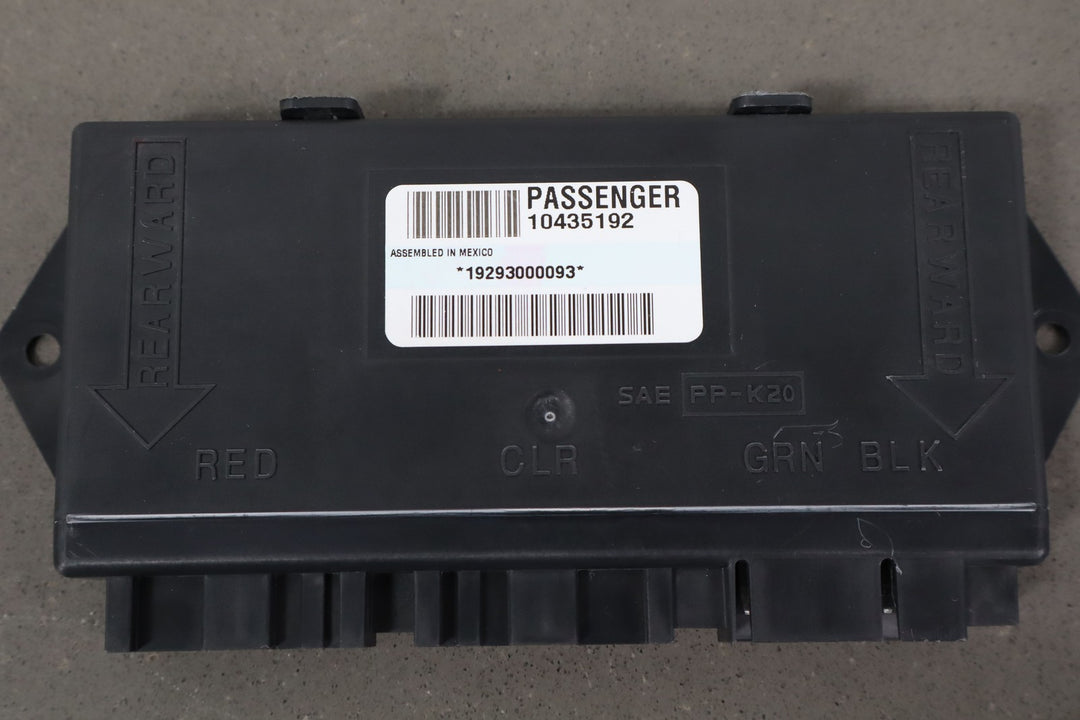 PASSENGER
10435192
ASSEMBLED IN MEXICO
*19293000093*
REARWARD
REARWARD
SAE PP-K20
RED CLR GRN BLK